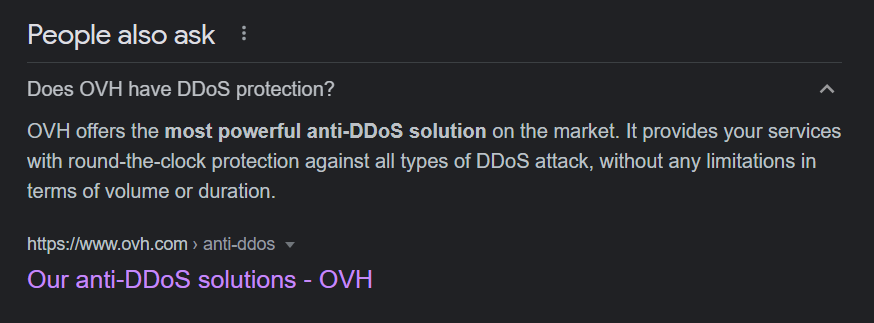 People also ask
Does OVH have DDoS protection?
OVH offers the most powerful anti-DDoS solution on the market. It provides your services
with round-the-clock protection against all types of DDoS attack, without any limitations in
terms of volume or duration.
https://www.ovh.com › anti-ddos
Our anti-DDoS solutions - OVH